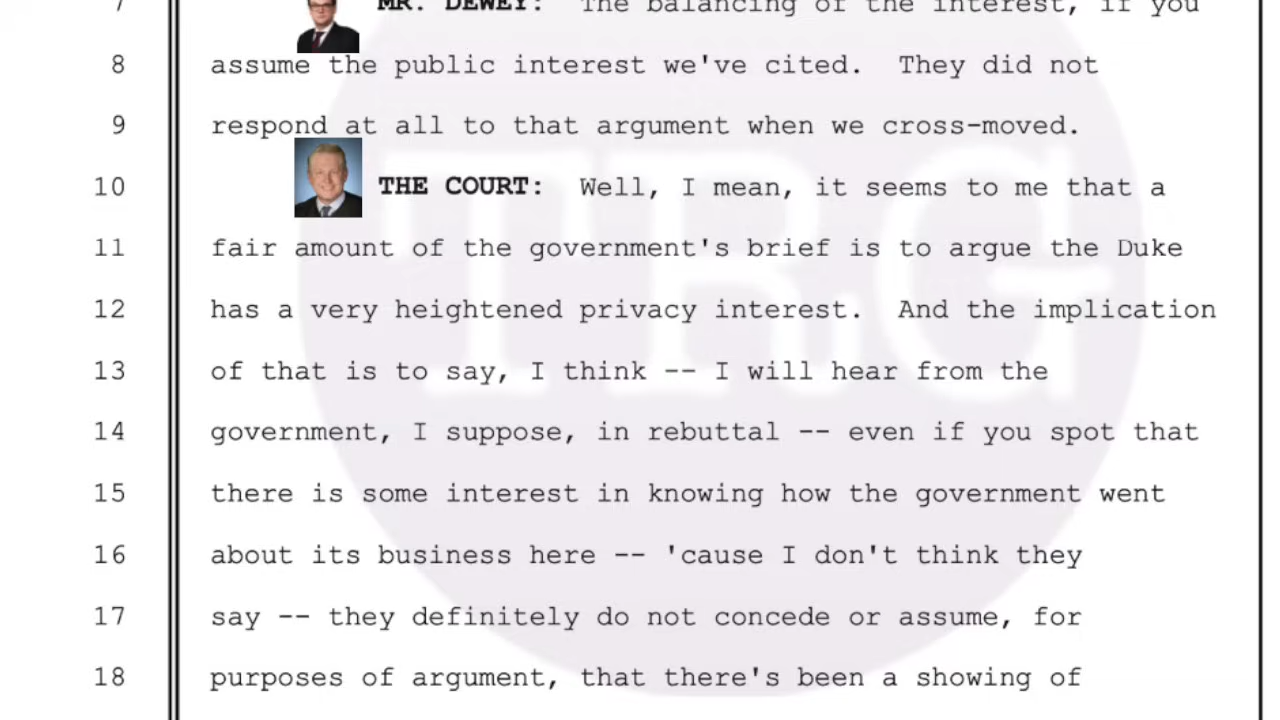 7 MR. DEWEY: The balancing of the interest, if you
8 assume the public interest we've cited. They did not
9 respond at all to that argument when we cross-moved.
10 THE COURT: Well, I mean, it seems to me that a
11 fair amount of the government's brief is to argue the Duke
12 has a very heightened privacy interest. And the implication
13 of that is to say, I think -- I will hear from the
14 government, I suppose, in rebuttal -- even if you spot that
15 there is some interest in knowing how the government went
16 about its business here -- 'cause I don't think they
17 say -- they definitely do not concede or assume, for
18 purposes of argument, that there's been a showing of
TRG